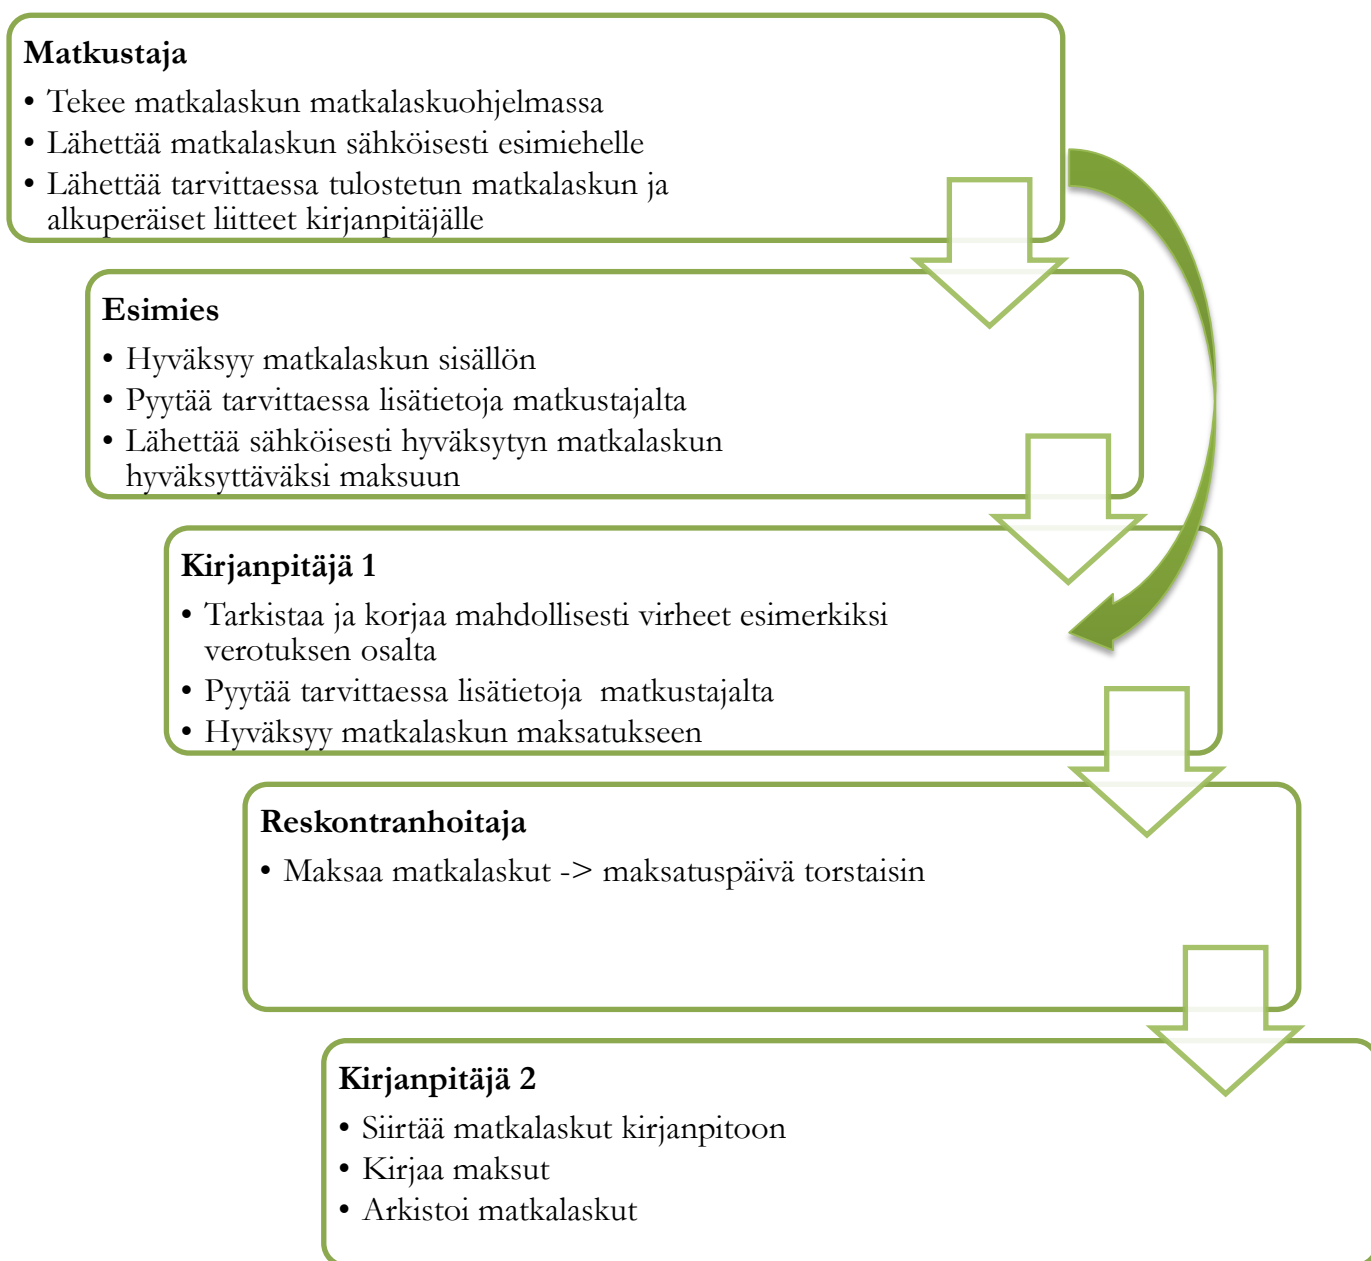 Matkustaja
• Tekee matkalaskun matkalaskuohjelmassa
• Lähettää matkalaskun sähköisesti esimiehelle
• Lähettää tarvittaessa tulostetun matkalaskun ja
alkuperäiset liitteet kirjanpitäjälle
Esimies
• Hyväksyy matkalaskun sisällön
• Pyytää tarvittaessa lisätietoja matkustajalta
• Lähettää sähköisesti hyväksytyn matkalaskun
hyväksyttäväksi maksuun
Kirjanpitäjä 1
• Tarkistaa ja korjaa mahdollisesti virheet esimerkiksi
verotuksen osalta
• Pyytää tarvittaessa lisätietoja  matkustajalta
• Hyväksyy matkalaskun maksatukseen
Reskontranhoitaja
• Maksaa matkalaskut -> maksatuspäivä torstaisin
Kirjanpitäjä 2
• Siirtää matkalaskut kirjanpitoon
• Kirjaa maksut
• Arkistoi matkalaskut